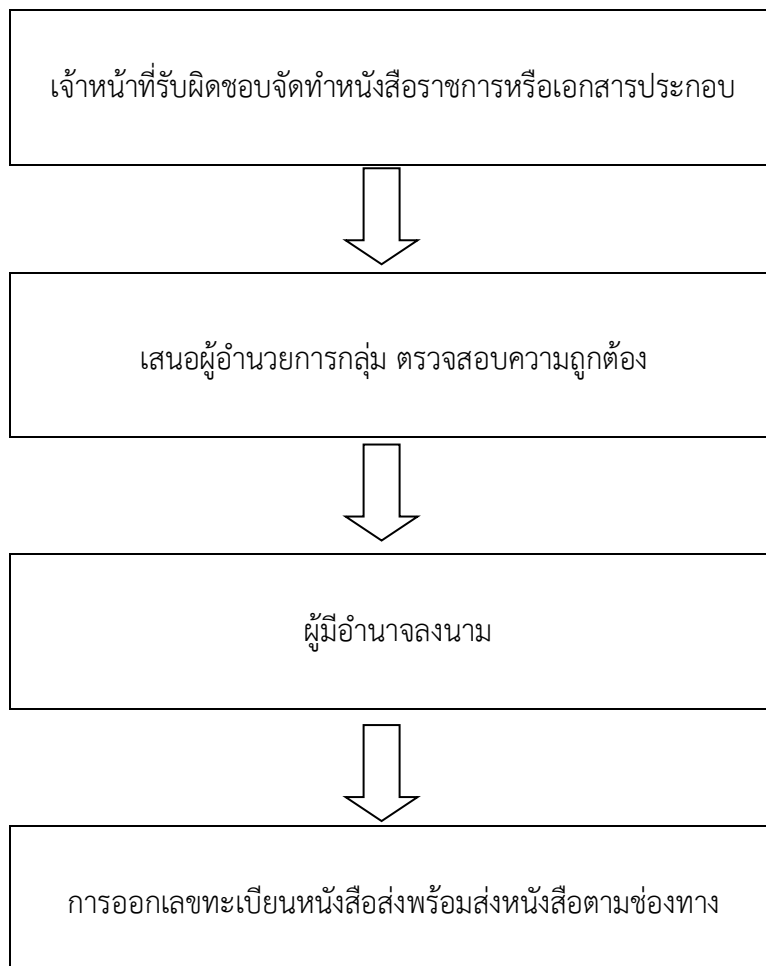 เจ้าหน้าที่รับผิดชอบจัดทำหนังสือราชการหรือเอกสารประกอบ
เสนอผู้อำนวยการกลุ่ม ตรวจสอบความถูกต้อง
ผู้มีอำนาจลงนาม
การออกเลขทะเบียนหนังสือส่งพร้อมส่งหนังสือตามช่องทาง